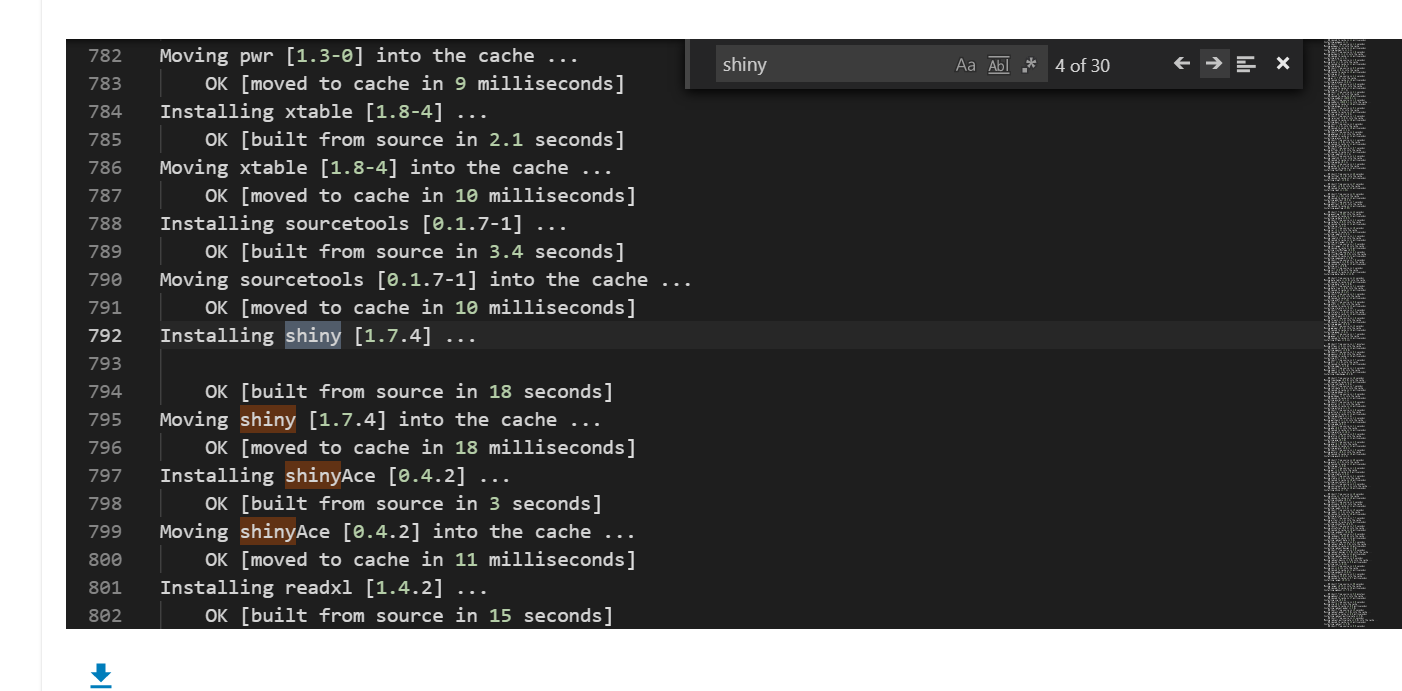 782 Moving pwr [1.3-0] into the cache ...
shiny Aa Abl .* 4 of 30
783 OK [moved to cache in 9 milliseconds]
784 Installing xtable [1.8-4] ...
785 OK [built from source in 2.1 seconds]
786 Moving xtable [1.8-4] into the cache ...
787 OK [moved to cache in 10 milliseconds]
788 Installing sourcetools [0.1.7-1] ...
789 OK [built from source in 3.4 seconds]
790 Moving sourcetools [0.1.7-1] into the cache ...
791 OK [moved to cache in 10 milliseconds]
792 Installing shiny [1.7.4] ...
793
794 OK [built from source in 18 seconds]
795 Moving shiny [1.7.4] into the cache ...
796 OK [moved to cache in 18 milliseconds]
797 Installing shinyAce [0.4.2] ...
798 OK [built from source in 3 seconds]
799 Moving shinyAce [0.4.2] into the cache ...
800 OK [moved to cache in 11 milliseconds]
801 Installing readxl [1.4.2] ...
802 OK [built from source in 15 seconds]